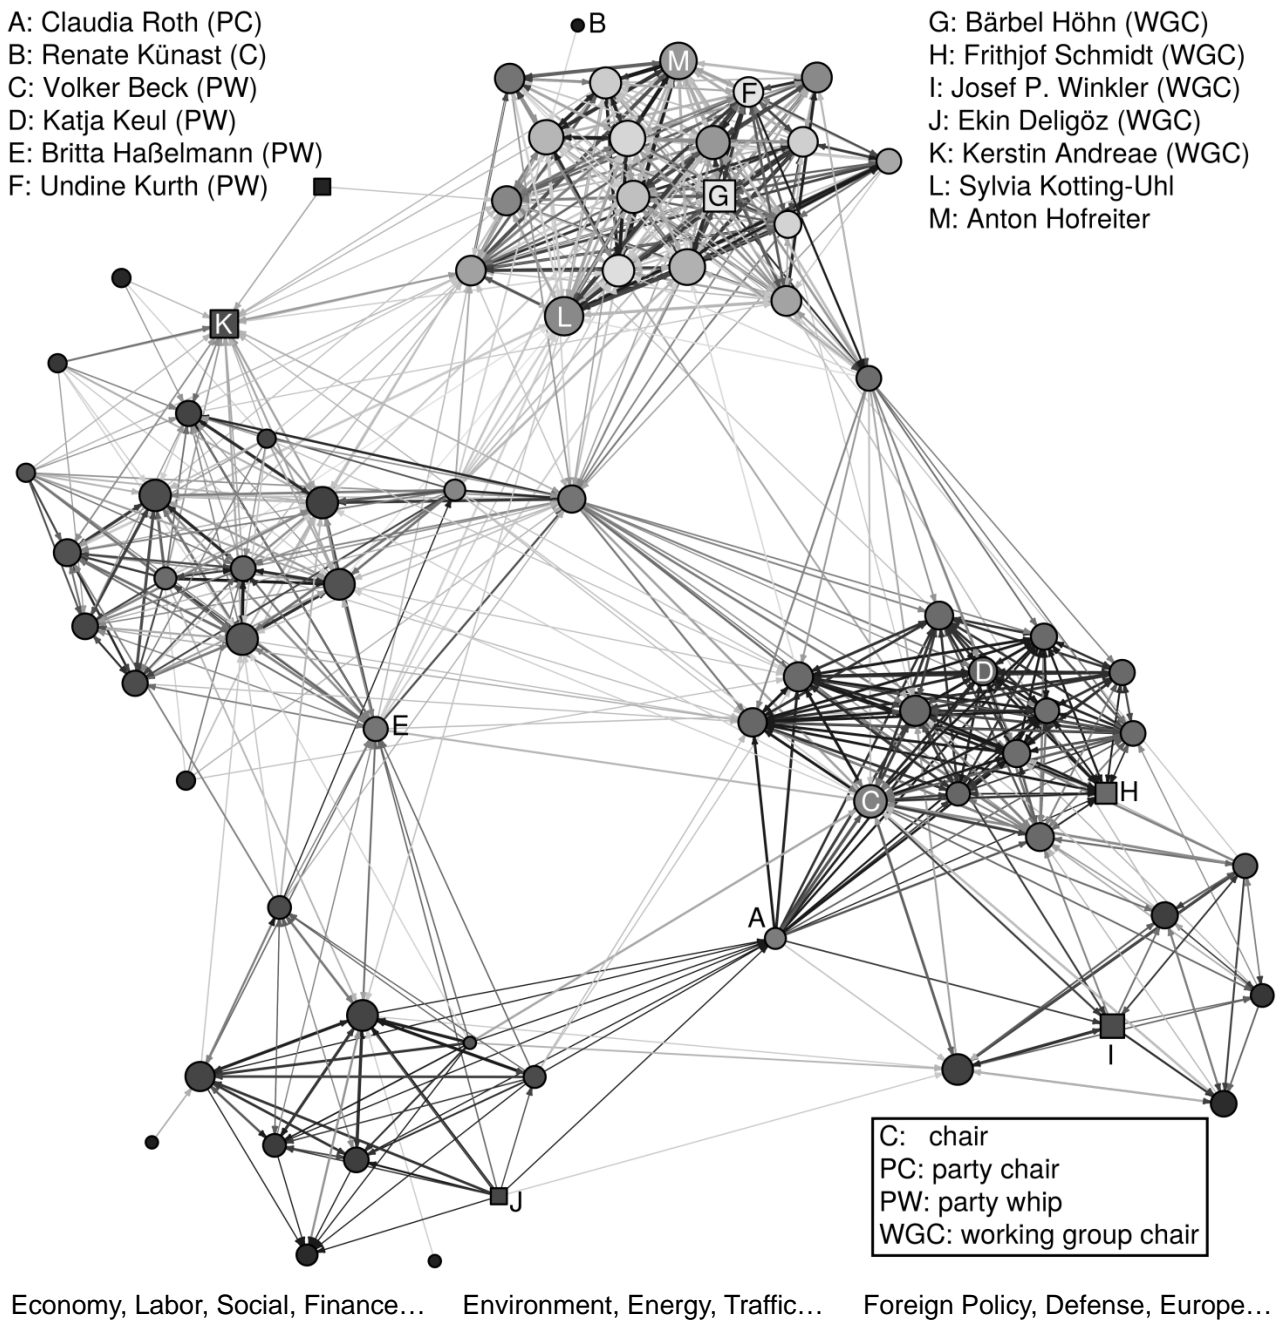 A: Claudia Roth (PC)
B: Renate Künast (C)
C: Volker Beck (PW)
D: Katja Keul (PW)
E: Britta Haßelmann (PW)
F: Undine Kurth (PW)
G: Bärbel Höhn (WGC)
H: Frithjof Schmidt (WGC)
I: Josef P. Winkler (WGC)
J: Ekin Deligöz (WGC)
K: Kerstin Andreae (WGC)
L: Sylvia Kotting-Uhl
M: Anton Hofreiter
B
M
F
G
L
K
D
E
C
H
A
I
J
C: chair
PC: party chair
PW: party whip
WGC: working group chair
Economy, Labor, Social, Finance…
Environment, Energy, Traffic…
Foreign Policy, Defense, Europe…